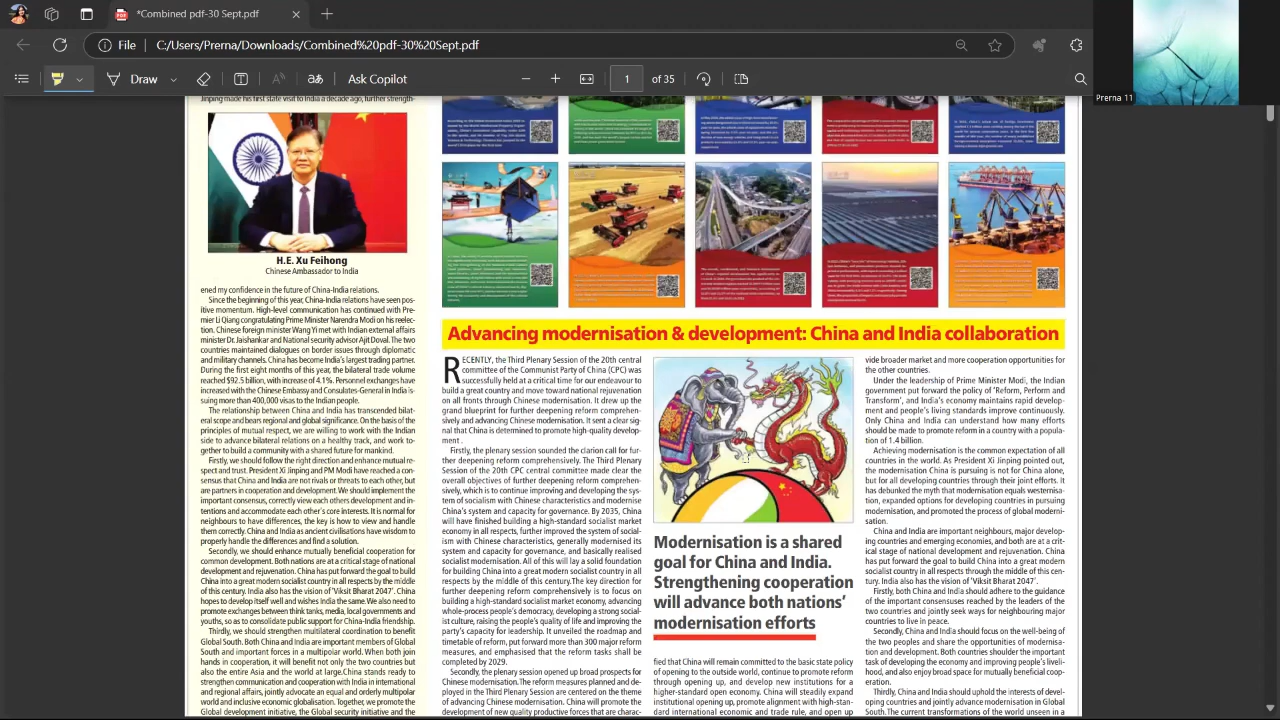 *Combined pdf-30 Sept.pdf
File
C:/Users/Prerna/Downloads/Combined%20pdf-30%20Sept.pdf
Draw
Ask Copilot
1
of 35
Prerna 11
Jinping made his first state visit to India a decade ago, further strength-
H.E. Xu Feihong
Chinese Ambassador to India
ned my confidence in the future of China-India relations.
Since the beginning of this year, China-India relations have seen pos-
itive momentum. High-level communication has continued with Pre-
mier Li Qiang congratulating Prime Minister Narendra Modi on his reelec-
tion. Chinese foreign minister Wang Yi met with Indian external affairs
minister Dr. Jaishankar and National security advisor Ajit Doval. The two
countries maintained dialogues on border issues through diplomatic
and military channels. China has become India's largest trading partner.
During the first eight months of this year, the bilateral trade volume
reached $92.5 billion, with increase of 4.1%. Personnel exchanges have
increased with the Chinese Embassy and Consulates-General in India is-
suing more than 400,000 visas to the Indian people.
The relationship between China and India has transcended bilat-
eral scope and bears regional and global significance. On the basis of the
principles of mutual respect, we are willing to work with the Indian
side to advance bilateral relations on a healthy track, and work to-
gether to build a community with a shared future for mankind.
Firstly, we should follow the right direction and enhance mutual re-
spect and trust. President Xi Jinping and PM Modi have reached a con-
sensus that China and India are not rivals or threats to each other, but
are partners in cooperation and development. We should implement the
important consensus, correctly view each others development and in-
tentions and accommodate each other's core interests. It is normal for
neighbours to have differences, the key is how to view and handle
them correctly. China and India as ancient civilisations have wisdom to
properly handle the differences and find a solution.
Secondly, we should enhance mutually beneficial cooperation for
common development. Both nations are at a critical stage of national
development and rejuvenation. China has put forward the goal to build
China into a great modern socialist country in all respects by the middle
of this century. India also has the vision of 'Viksit Bharat 2047'. China
hopes to develop itself well and wishes India the same. We also need to
promote exchanges between think tanks, media, local governments and
youths, so as to consolidate public support for China-India friendship.
Thirdly, we should strengthen multilateral coordination to benefit
Global South. Both China and India are important members of Global
South and important forces in a multipolar world. When both join
hands in cooperation, it will benefit not only the two countries but
also the entire Asia and the world at large. China stands ready to
strengthen communication and cooperation with India in international
and regional affairs, jointly advocate an equal and orderly multipolar
world and inclusive economic globalisation. Together, we promote the
Global Development initiative, the Global Security initiative and the
Advancing modernisation & development: China and India collaboration
RECENTLY, the Third Plenary Session of the 20th central
committee of the Communist Party of China (CPC) was
successfully held at a critical time for our endeavour to
build a great country and move toward national rejuvenation
on all fronts through Chinese modernisation. It drew up the
grand blueprint for further deepening reform comprehen-
sively and advancing Chinese modernisation. It sent a clear sig-
nal that China is determined to promote high-quality develop-
ment .
Firstly, the plenary session sounded the clarion call for fur-
ther deepening reform comprehensively. The Third Plenary
Session of the 20th CPC central committee made clear the
overall objectives of further deepening reform comprehen-
sively, which is to continue improving and developing the sys-
tem of socialism with Chinese characteristics and modernise
China's system and capacity for governance. By 2035, China
will have finished building a high-standard socialist market
economy in all respects, further improved the system of social-
ism with Chinese characteristics, generally modernised its
system and capacity for governance, and basically realised
socialist modernisation. All of this will lay a solid foundation
for building China into a great modern socialist country in all
respects by the middle of this century.The key direction for
further deepening reform comprehensively is to focus on
building a high-standard socialist market economy, advancing
whole-process people's democracy, developing a strong social-
ist culture, raising the people's quality of life and improving the
party's capacity for leadership. It unveiled the roadmap and
timetable of reform, put forward more than 300 major reform
measures, and emphasised that the reform tasks shall be
completed by 2029.
Secondly, the plenary session opened up broad prospects for
Chinese modernisation.The reform measures planned and de-
ployed in the Third Plenary Session are centred on the theme
of advancing Chinese modernisation. China will promote the
development of new quality productive forces that are charac-
Modernisation is a shared
goal for China and India.
Strengthening cooperation
will advance both nations'
modernisation efforts
fied that China will remain committed to the basic state policy
of opening to the outside world, continue to promote reform
through opening up, and develop new institutions for a
higher-standard open economy. China will steadily expand
institutional opening up, promote alignment with high-stan-
dard international economic and trade rule, and open up
vide broader market and more cooperation opportunities for
the other countries.
Under the leadership of Prime Minister Modi, the Indian
government put forward the policy of 'Reform, Perform and
Transform', and India's economy maintains rapid develop-
ment and people's living standards improve continuously.
Only China and India can understand how many efforts
should be made to promote reform in a country with a popula-
tion of 1.4 billion.
Achieving modernisation is the common expectation of all
countries in the world. As President Xi Jinping pointed out,
the modernisation China is pursuing is not for China alone,
but for all developing countries through their joint efforts. It
has debunked the myth that modernisation equals westernisa-
tion, expanded options for developing countries in pursuing
modernisation, and promoted the process of global moderni-
sation.
China and India are important neighbours, major develop-
ing countries and emerging economies, and both are at a crit-
ical stage of national development and rejuvenation. China
has put forward the goal to build China into a great modern
socialist country in all respects through the middle of this cen-
tury. India also has the vision of 'Viksit Bharat 2047'.
Firstly, both China and India should adhere to the guidance
of the important consensuses reached by the leaders of the
two countries and jointly seek ways for neighbouring major
countries to live in peace.
Secondly, China and India should focus on the well-being of
the two peoples and share the opportunities of modernisa-
tion and development. Both countries shoulder the important
task of developing the economy and improving people's liveli-
hood, and also enjoy broad space for mutually beneficial coop-
eration.
Thirdly, China and India should uphold the interests of devel-
oping countries and jointly advance modernisation of Global
South.The current transformations of the world unseen in a